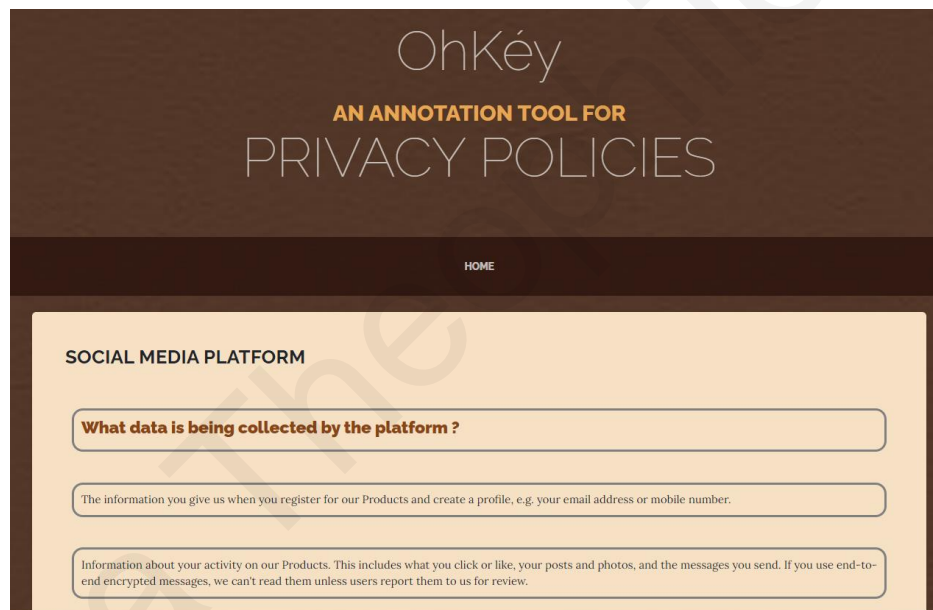 OhKéy
AN ANNOTATION TOOL FOR
PRIVACY POLICIES
HOME
SOCIAL MEDIA PLATFORM
What data is being collected by the platform ?
The information you give us when you register for our Products and create a profile, e.g. your email address or mobile number.
Information about your activity on our Products. This includes what you click or like, your posts and photos, and the messages you send. If you use end-to-
end encrypted messages, we can't read them unless users report them to us for review.